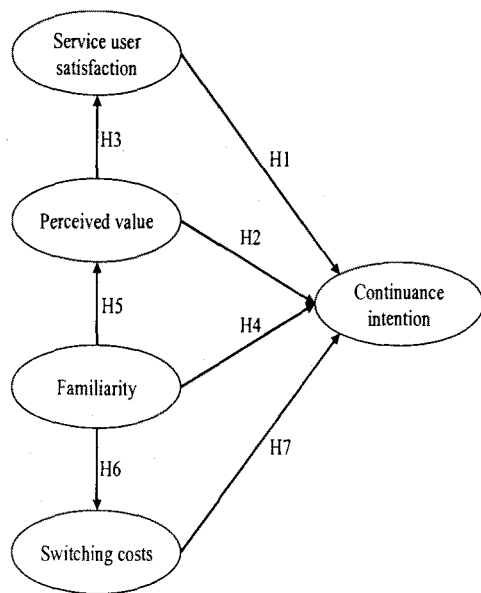 Service user
satisfaction
H3
H1
Perceived value
H2
Continuance
intention
H5
H4
Familiarity
H6
H7
Switching costs